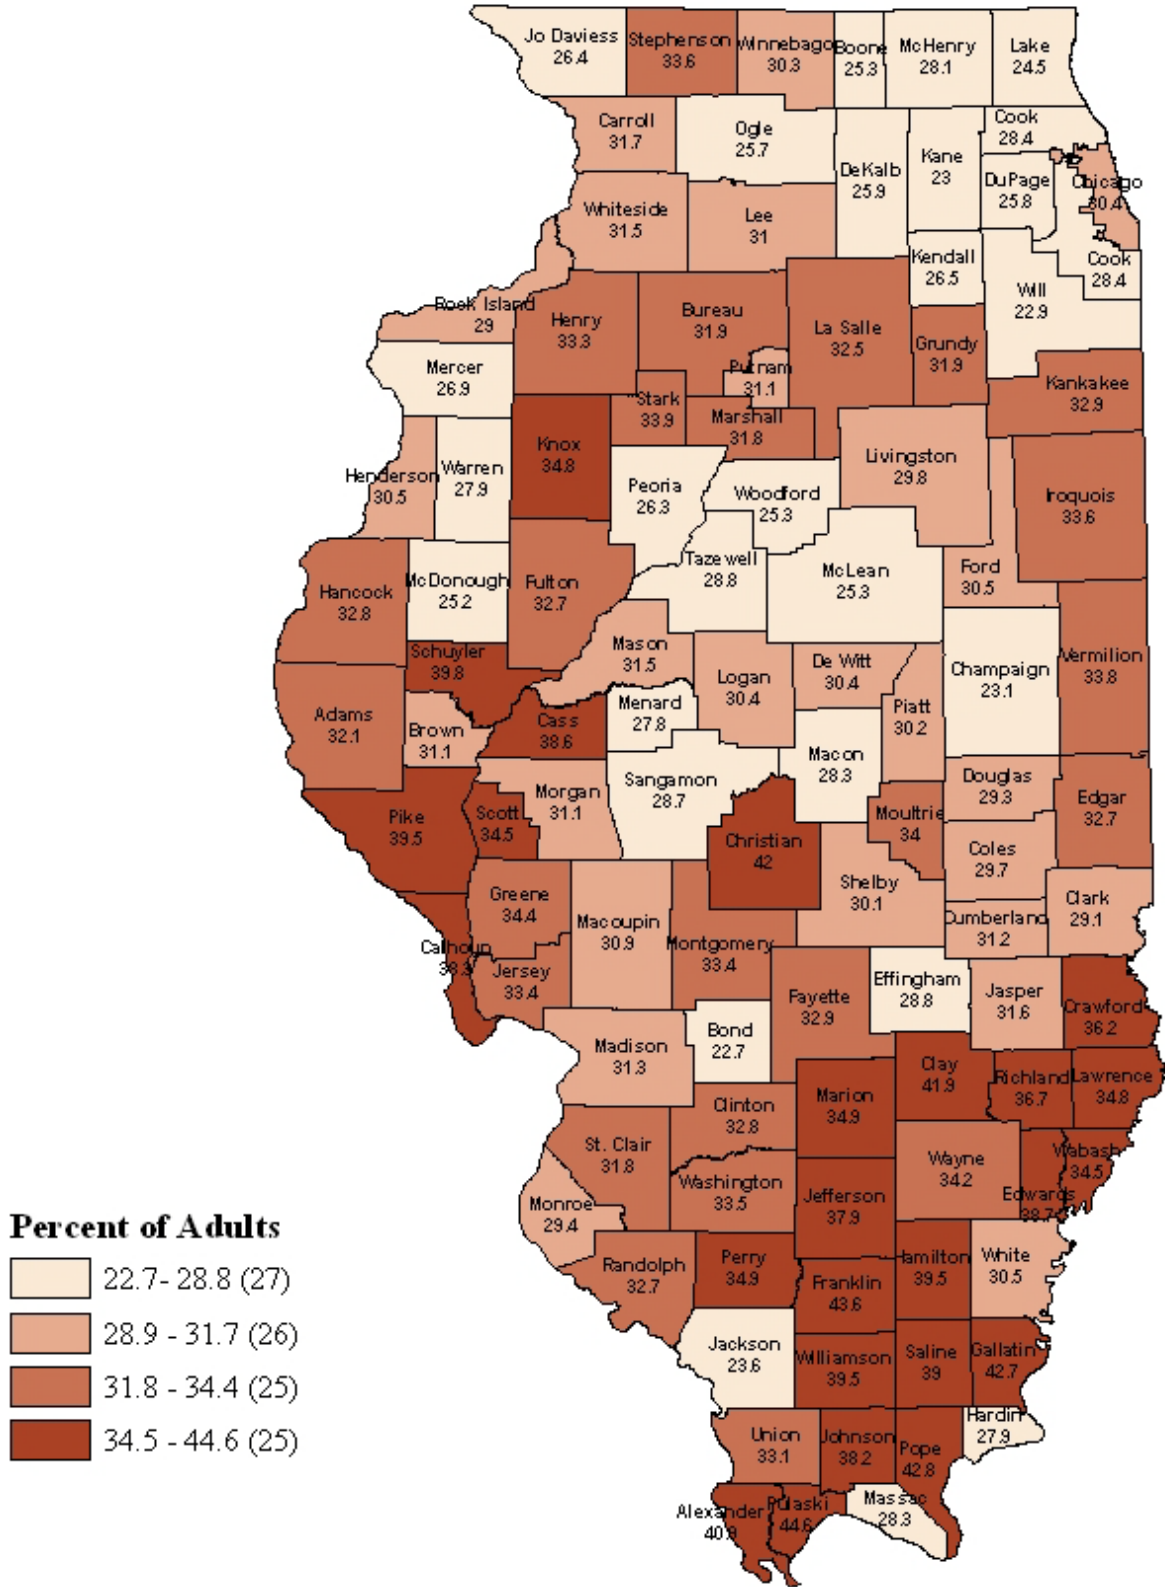 Jo Daviess
26.4
Stephenson
33.6
Winnebago
30.3
Boone
25.3
McHenry
28.1
Lake
24.5
Carroll
31.7
Ogle
25.7
DeKalb
25.9
Kane
23
Cook
28.4
DuPage
25.8
Chicago
30.4
Whiteside
31.5
Lee
31
Kendall
26.5
Cook
28.4
Will
22.9
Rock Island
29
Henry
33.3
Bureau
31.9
La Salle
32.5
Grundy
31.9
Mercer
26.9
Putnam
31.1
Kankakee
32.9
Stark
33.9
Marshall
31.8
Knox
34.8
Henderson
30.5
Warren
27.9
Peoria
26.3
Woodford
25.3
Livingston
29.8
Iroquois
33.6
Hancock
32.8
McDonough
25.2
Fulton
32.7
Tazewell
28.8
McLean
25.3
Ford
30.5
Schuyler
39.8
Mason
31.5
Logan
30.4
De Witt
30.4
Champaign
23.1
Vermilion
33.8
Adams
32.1
Brown
31.1
Cass
38.6
Menard
27.8
Piatt
30.2
Macon
28.3
Pike
39.5
Scott
34.5
Morgan
31.1
Sangamon
28.7
Christian
42
Moultrie
34
Douglas
29.3
Edgar
32.7
Coles
29.7
Greene
34.4
Macoupin
30.9
Montgomery
33.4
Shelby
30.1
Cumberland
31.2
Clark
29.1
Calhoun
Jersey
33.4
Fayette
32.9
Effingham
28.8
Jasper
31.6
Crawford
36.2
Bond
22.7
Madison
31.3
Clay
41.9
Richland
36.7
Lawrence
34.8
Marion
34.9
Clinton
32.8
St. Clair
31.8
Washington
33.5
Wayne
34.2
Wabash
34.5
Edwards
38.7
Monroe
29.4
Jefferson
37.9
Randolph
32.7
Perry
34.9
Hamilton
39.5
White
30.5
Franklin
43.6
Jackson
23.6
Williamson
39.5
Saline
39
Gallatin
42.7
Hardin
27.9
Union
33.1
Johnson
38.2
Pope
42.8
Alexander
40.9
Pulaski
44.6
Massac
28.3
Percent of Adults
22.7- 28.8 (27)
28.9 - 31.7 (26)
31.8 - 34.4 (25)
34.5 - 44.6 (25)